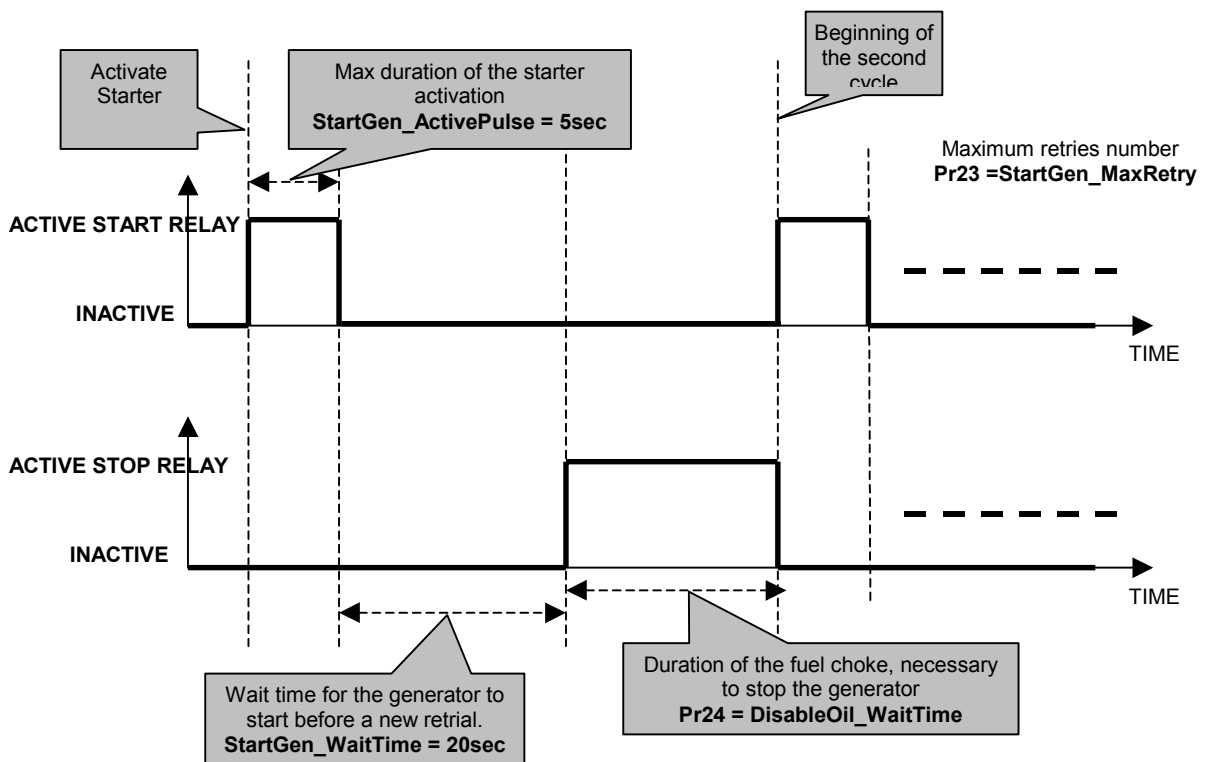 Activate
Starter
Max duration of the starter
activation
StartGen_ActivePulse = 5sec
Beginning of
the second
cycle
Maximum retries number
Pr23 =StartGen_MaxRetry
ACTIVE START RELAY
INACTIVE
TIME
ACTIVE STOP RELAY
INACTIVE
TIME
Wait time for the generator to
start before a new retrial.
StartGen_WaitTime = 20sec
Duration of the fuel choke, necessary
to stop the generator
Pr24 = DisableOil_WaitTime